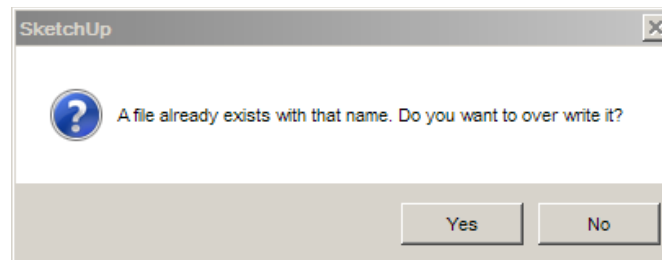 SketchUp
A file already exists with that name. Do you want to over write it?
Yes
No